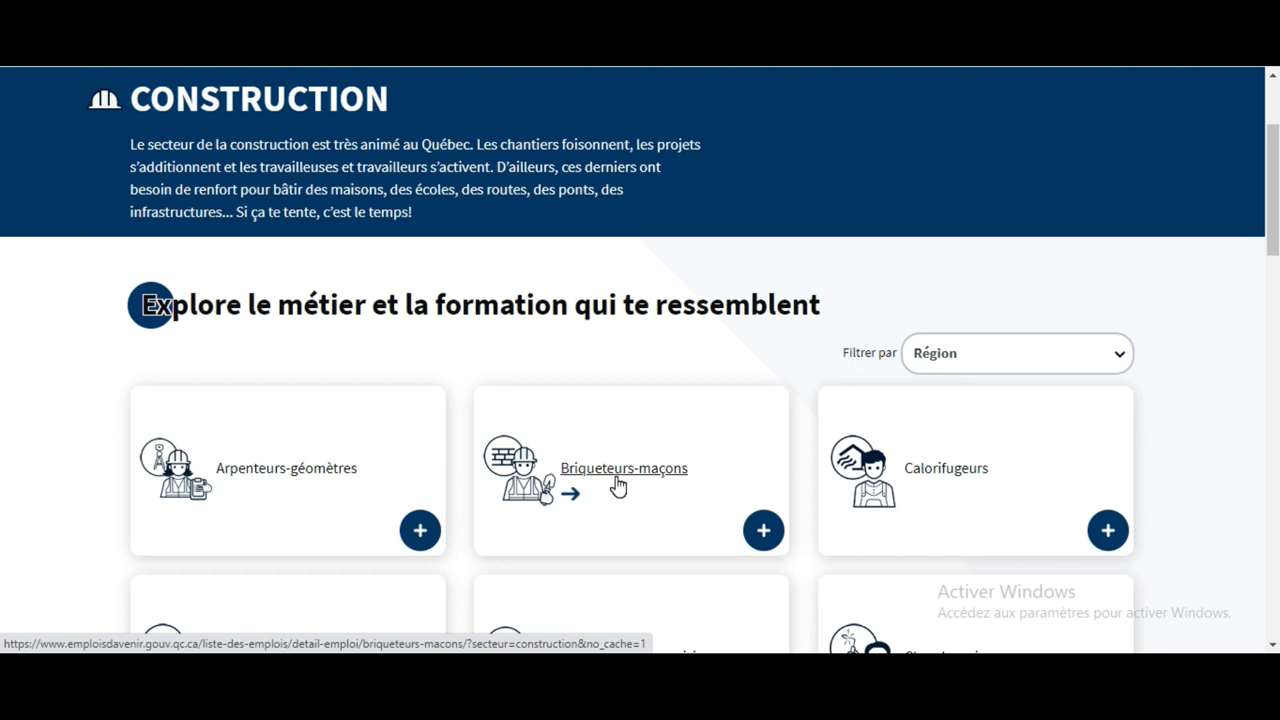 CONSTRUCTION
Le secteur de la construction est très animé au Québec. Les chantiers foisonnent, les projets
s'additionnent et les travailleuses et travailleurs s'activent. D'ailleurs, ces derniers ont
besoin de renfort pour bâtir des maisons, des écoles, des routes, des ponts, des
infrastructures... Si ça te tente, c'est le temps!
Explore le métier et la formation qui te ressemblent
Filtrer par Région
Arpenteurs-géomètres
Briqueteurs-maçons
Calorifugeurs
Activer Windows
Accédez aux paramètres pour activer Windows.
https://www.emploisdavenir.gouv.qc.ca/liste-des-emplois/detail-emploi/briqueteurs-macons/?secteur=construction&no_cache=1